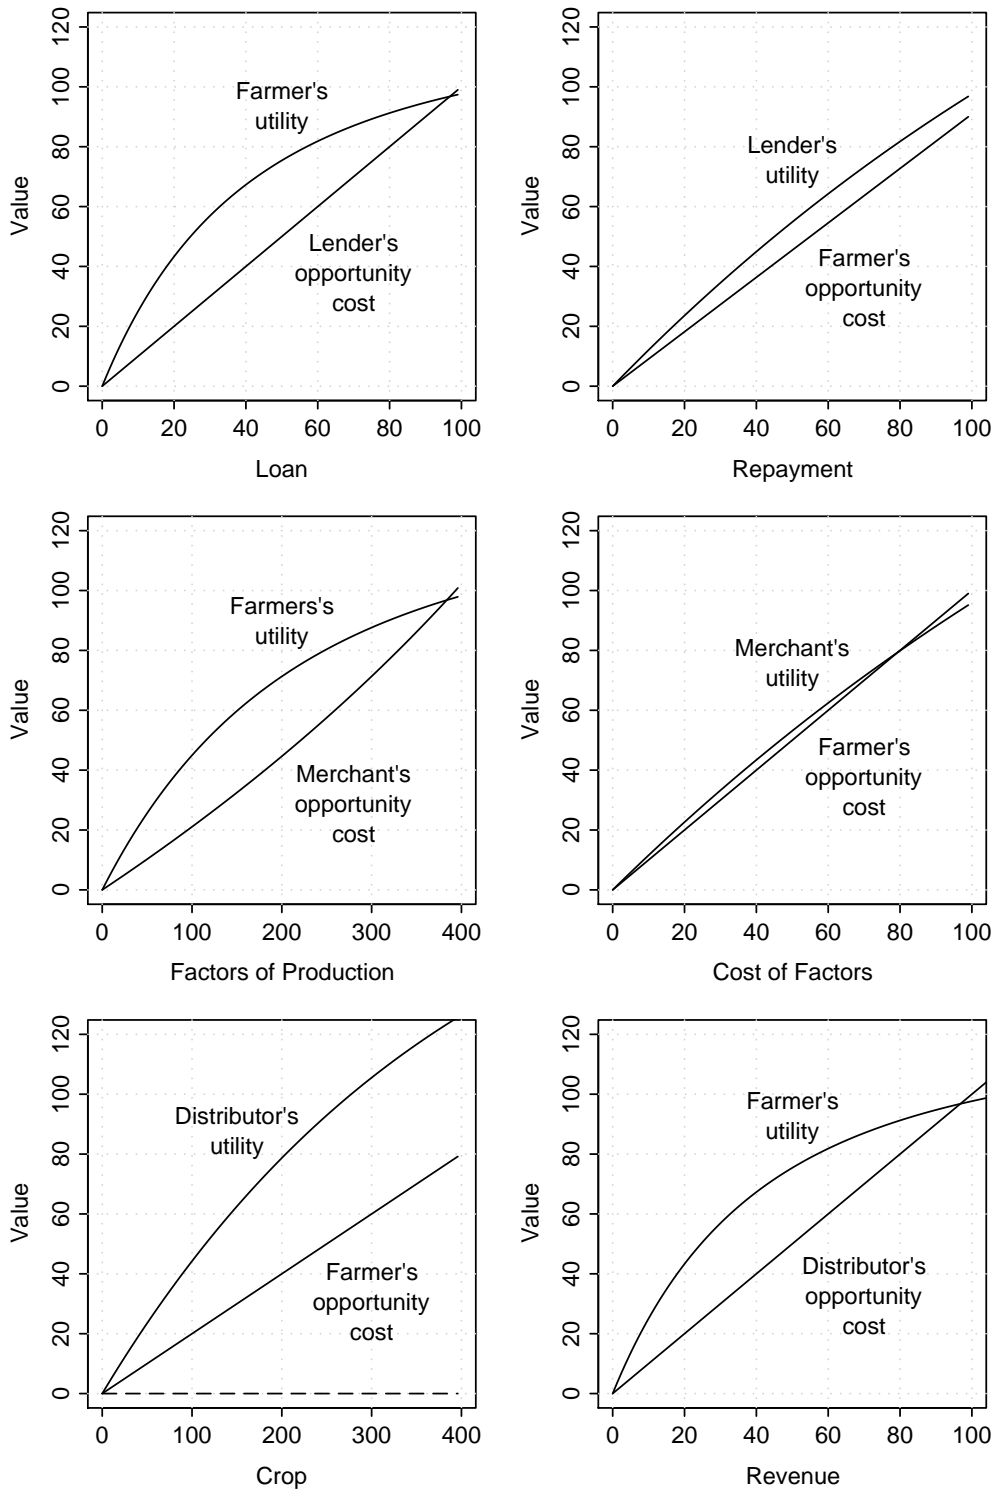 Value
0
20
40
60
80
100
120
Farmer's
utility
Lender's
opportunity
cost
0 20 40 60 80 100
Loan
Value
0
20
40
60
80
100
120
Lender's
utility
Farmer's
opportunity
cost
0 20 40 60 80 100
Repayment
Value
0
20
40
60
80
100
120
Farmers's
utility
Merchant's
opportunity
cost
0 100 200 300 400
Factors of Production
Value
0
20
40
60
80
100
120
Merchant's
utility
Farmer's
opportunity
cost
0 20 40 60 80 100
Cost of Factors
Value
0
20
40
60
80
100
120
Distributor's
utility
Farmer's
opportunity
cost
0 100 200 300 400
Crop
Value
0
20
40
60
80
100
120
Farmer's
utility
Distributor's
opportunity
cost
0 20 40 60 80 100
Revenue